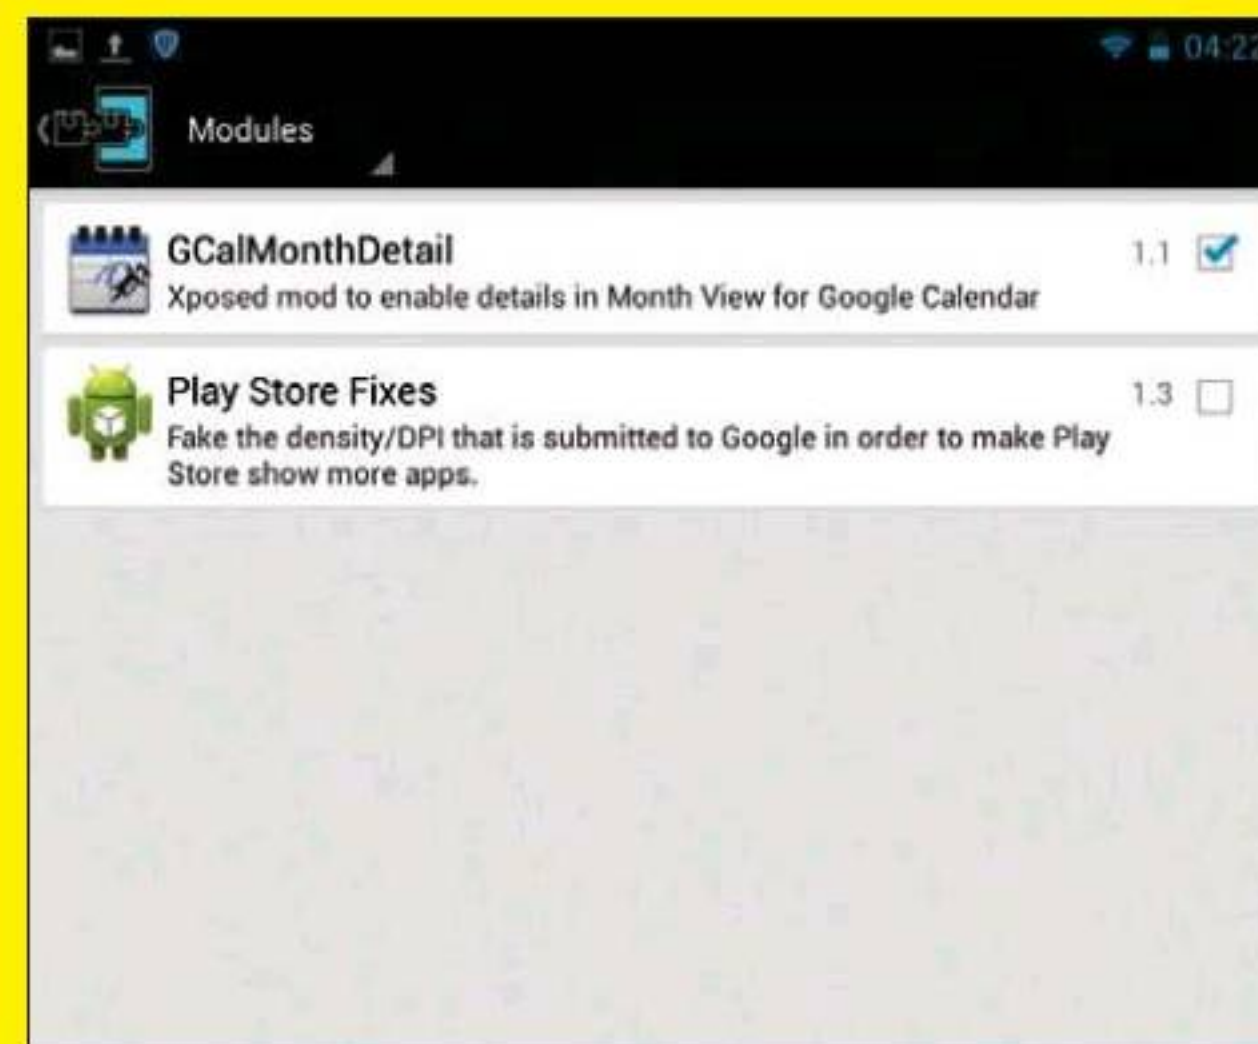 04:22
Modules
GCalMonthDetail
1.1
Xposed mod to enable details in Month View for Google Calendar
Play Store Fixes
1.3
Fake the density/DPI that is submitted to Google in order to make Play
Store show more apps.